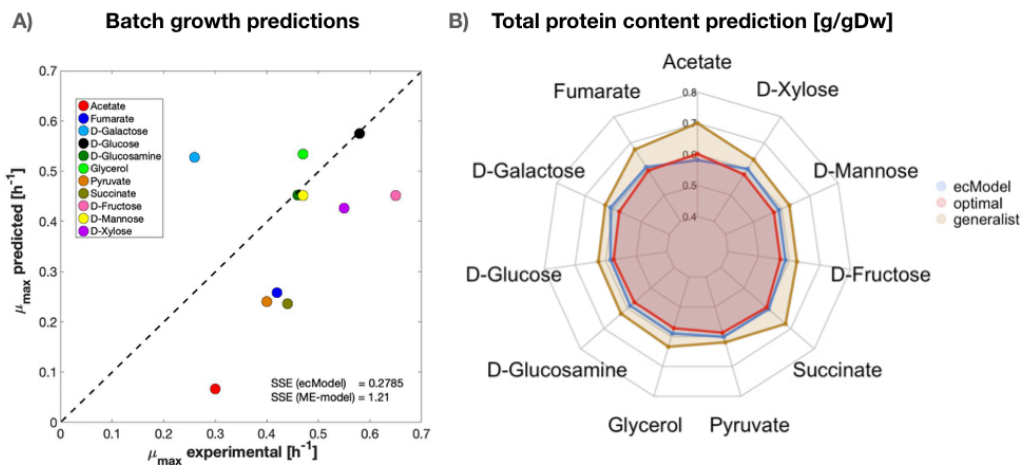 A) Batch growth predictions
0.7
0.6
0.5
0.4
0.3
0.2
0.1
0
μmax predicted [h-1]
Acetate
Fumarate
D-Galactose
D-Glucose
D-Glucosamine
Glycerol
Pyruvate
Succinate
D-Fructose
D-Mannose
D-Xylose
SSE (ecModel) = 0.2785
SSE (ME-model) = 1.21
0 0.1 0.2 0.3 0.4 0.5 0.6 0.7
μmax experimental [h-1]
B) Total protein content prediction [g/gDw]
Acetate
D-Xylose
D-Mannose
D-Fructose
Succinate
Pyruvate
Glycerol
D-Glucosamine
D-Glucose
D-Galactose
Fumarate
0.8
0.7
0.6
0.5
0.4
ecModel
optimal
generalist